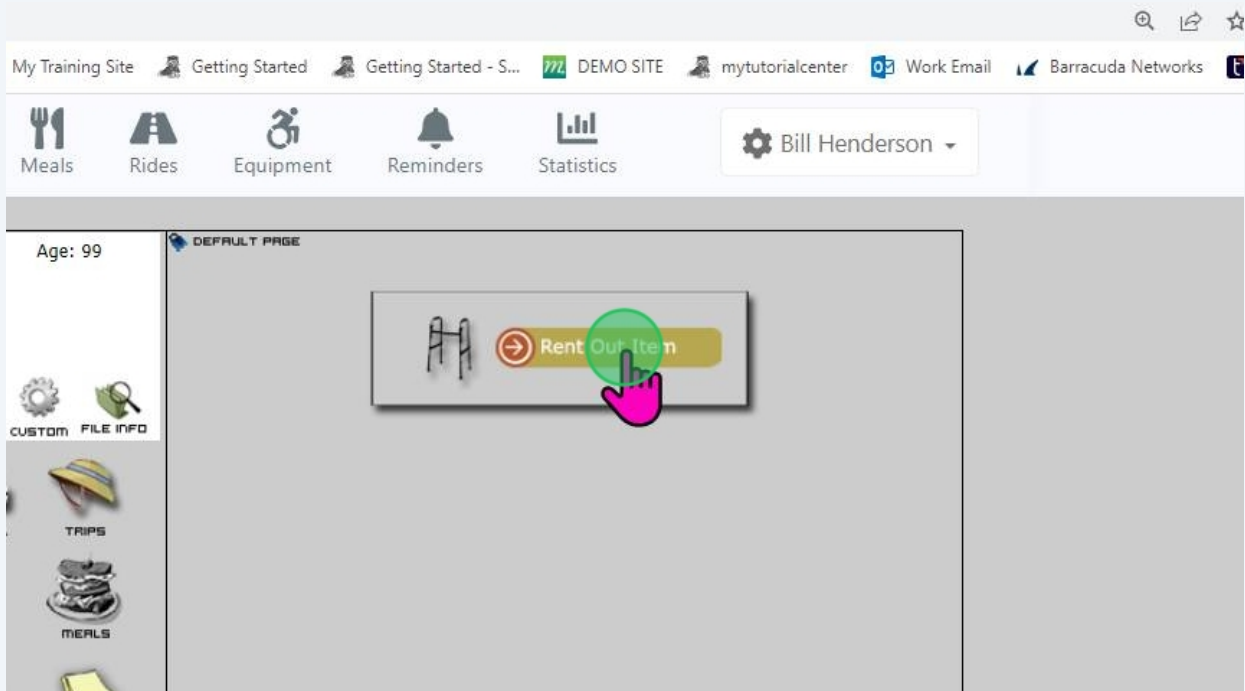 My Training Site Getting Started Getting Started - S... DEMO SITE mytutorialcenter Work Email Barracuda Networks
Meals Rides Equipment Reminders Statistics Bill Henderson
Age: 99
DEFAULT PAGE
Rent Out Item
CUSTOM FILE INFO
TRIPS
MEALS